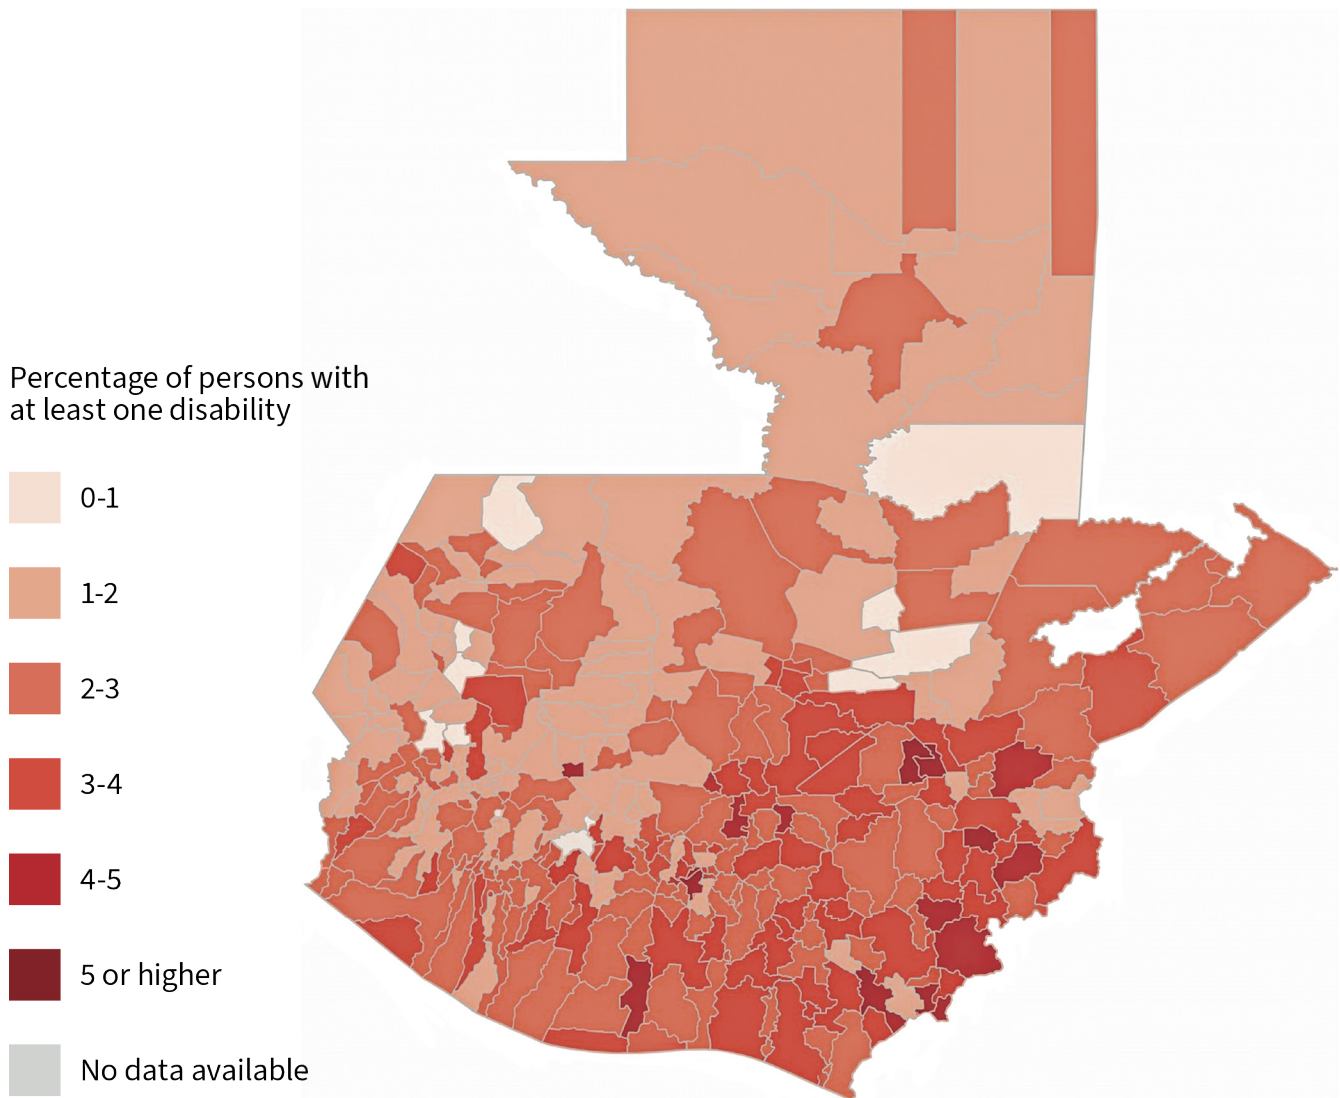 Percentage of persons with
at least one disability
0-1
1-2
2-3
3-4
4-5
5 or higher
No data available